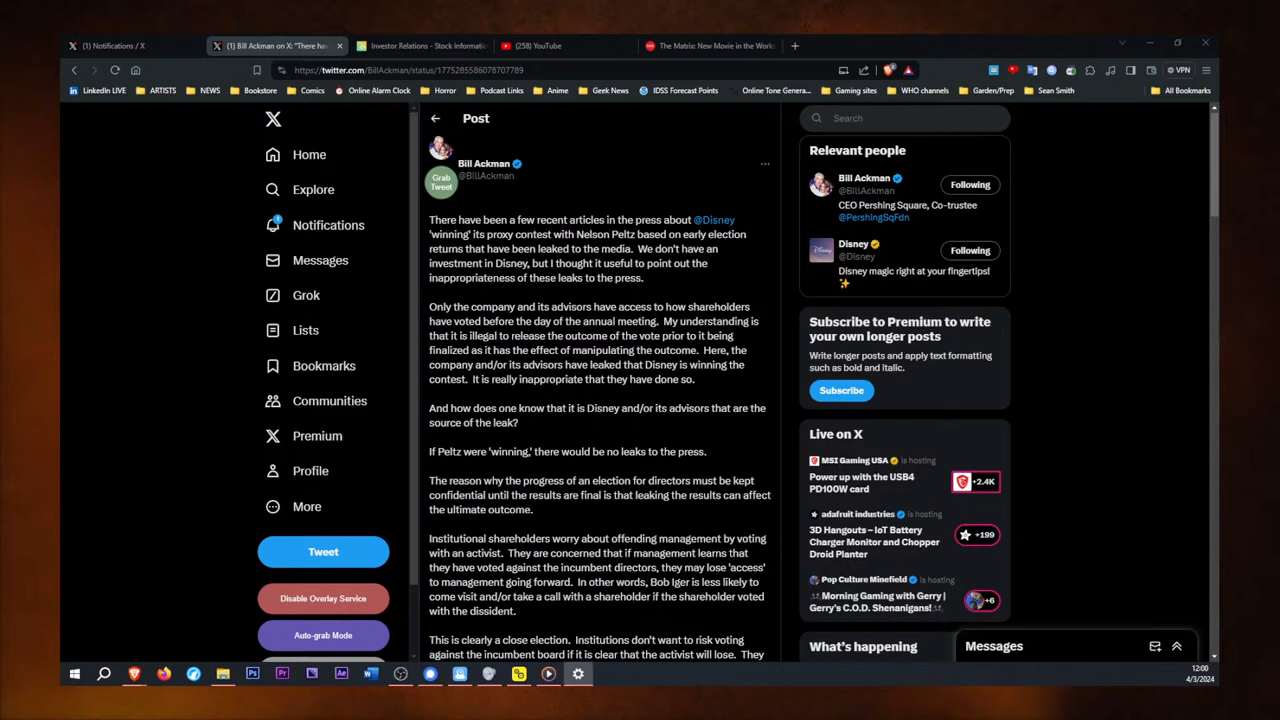 (1) Notifications / X
(1) Bill Ackman on X: "There hav
Investor Relations - Stock Informatic
(258) YouTube
The Matrix: New Movie in the Work
https://twitter.com/BillAckman/status/1775285586078707789
VPN
LinkedIn LIVE
ARTISTS
NEWS
Bookstore
Comics
Online Alarm Clock
Horror
Podcast Links
Anime
Geek News
IDSS Forecast Points
Online Tone Genera...
Gaming sites
WHO channels
Garden/Prep
Sean Smith
All Bookmarks
Home
Explore
1
Notifications
Messages
Grok
Lists
Bookmarks
Communities
Premium
Profile
More
Tweet
Disable Overlay Service
Auto-grab Mode
Post
Bill Ackman
@BillAckman
Grab
Tweet
There have been a few recent articles in the press about @Disney
'winning' its proxy contest with Nelson Peltz based on early election
returns that have been leaked to the media. We don't have an
investment in Disney, but I thought it useful to point out the
inappropriateness of these leaks to the press.
Only the company and its advisors have access to how shareholders
have voted before the day of the annual meeting. My understanding is
that it is illegal to release the outcome of the vote prior to it being
finalized as it has the effect of manipulating the outcome. Here, the
company and/or its advisors have leaked that Disney is winning the
contest. It is really inappropriate that they have done so.
And how does one know that it is Disney and/or its advisors that are the
source of the leak?
If Peltz were 'winning,' there would be no leaks to the press.
The reason why the progress of an election for directors must be kept
confidential until the results are final is that leaking the results can affect
the ultimate outcome.
Institutional shareholders worry about offending management by voting
with an activist. They are concerned that if management learns that
they have voted against the incumbent directors, they may lose 'access'
to management going forward. In other words, Bob Iger is less likely to
come visit and/or take a call with a shareholder if the shareholder voted
with the dissident.
This is clearly a close election. Institutions don't want to risk voting
against the incumbent board if it is clear that the activist will lose. They
Search
Relevant people
Bill Ackman
@BillAckman
Following
CEO Pershing Square, Co-trustee
@PershingSqFdn
Disney
@Disney
Following
Disney magic right at your fingertips!
Subscribe to Premium to write
your own longer posts
Write longer posts and apply text formatting
such as bold and italic.
Subscribe
Live on X
MSI Gaming USA is hosting
Power up with the USB4
PD100W card
+2.4K
adafruit industries is hosting
3D Hangouts – IoT Battery
Charger Monitor and Chopper
Droid Planter
+199
Pop Culture Minefield is hosting
Morning Gaming with Gerry |
Gerry's C.O.D. Shenanigans!
+6
What's happening
Messages
12:00
4/3/2024